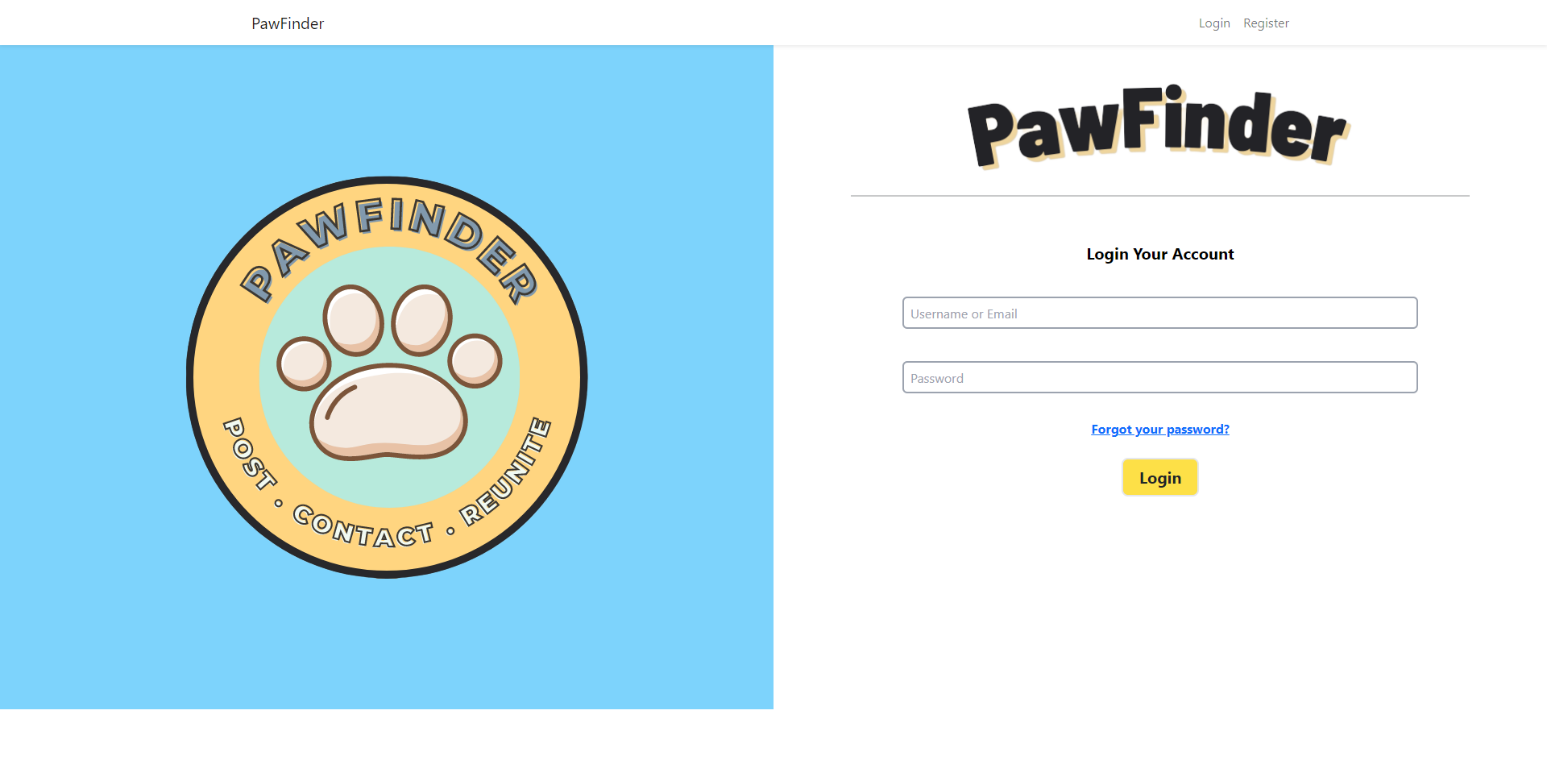 PawFinder
Login Register
PAWFINDER
POST • CONTACT • REUNITE
PawFinder
Login Your Account
Username or Email
Password
Forgot your password?
Login